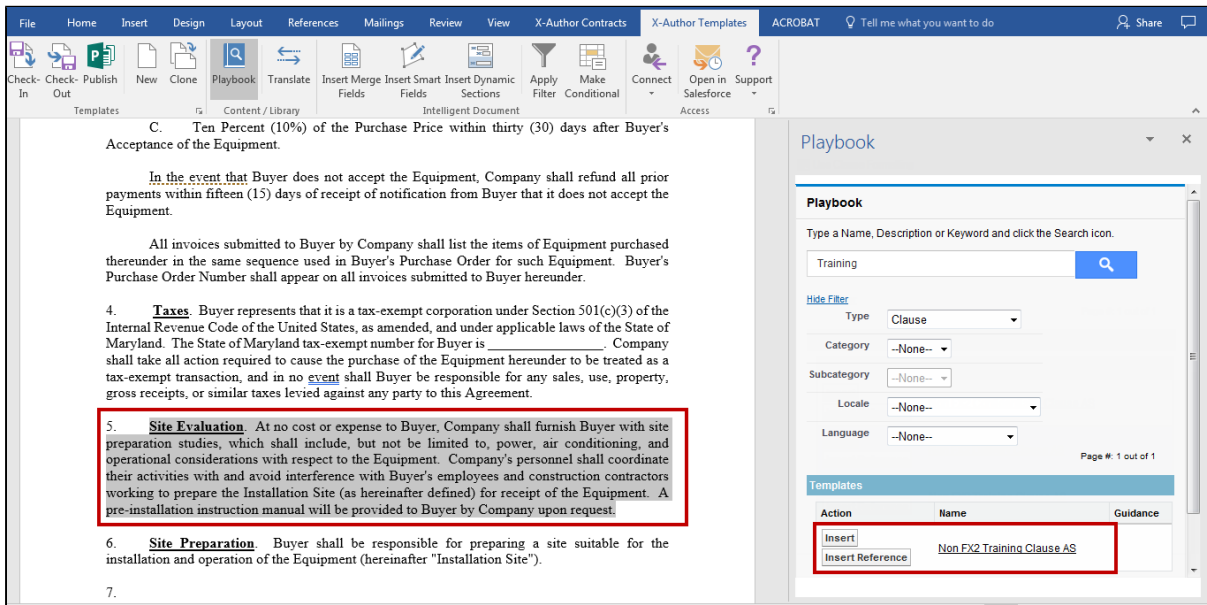 File Home Insert Design Layout References Mailings Review View X-Author Contracts X-Author Templates ACROBAT Tell me what you want to do Share
Check-In Check-Out Publish New Clone Playbook Translate Insert Merge Fields Insert Smart Fields Insert Dynamic Sections Apply Filter Make Conditional Connect Open in Salesforce Support
Templates Content / Library Intelligent Document Access
C. Ten Percent (10%) of the Purchase Price within thirty (30) days after Buyer's
Acceptance of the Equipment.
In the event that Buyer does not accept the Equipment, Company shall refund all prior
payments within fifteen (15) days of receipt of notification from Buyer that it does not accept the
Equipment.
All invoices submitted to Buyer by Company shall list the items of Equipment purchased
thereunder in the same sequence used in Buyer's Purchase Order for such Equipment. Buyer's
Purchase Order Number shall appear on all invoices submitted to Buyer hereunder.
4. Taxes. Buyer represents that it is a tax-exempt corporation under Section 501(c)(3) of the
Internal Revenue Code of the United States, as amended, and under applicable laws of the State of
Maryland. The State of Maryland tax-exempt number for Buyer is _________________. Company
shall take all action required to cause the purchase of the Equipment hereunder to be treated as a
tax-exempt transaction, and in no event shall Buyer be responsible for any sales, use, property,
gross receipts, or similar taxes levied against any party to this Agreement.
5. Site Evaluation. At no cost or expense to Buyer, Company shall furnish Buyer with site
preparation studies, which shall include, but not be limited to, power, air conditioning, and
operational considerations with respect to the Equipment. Company's personnel shall coordinate
their activities with and avoid interference with Buyer's employees and construction contractors
working to prepare the Installation Site (as hereinafter defined) for receipt of the Equipment. A
pre-installation instruction manual will be provided to Buyer by Company upon request.
6. Site Preparation. Buyer shall be responsible for preparing a site suitable for the
installation and operation of the Equipment (hereinafter "Installation Site").
7.
Playbook
Playbook
Type a Name, Description or Keyword and click the Search icon.
Training
Hide Filter
Type Clause
Category --None--
Subcategory --None--
Locale --None--
Language --None--
Page #: 1 out of 1
Templates
Action Name Guidance
Insert
Non FX2 Training Clause AS
Insert Reference